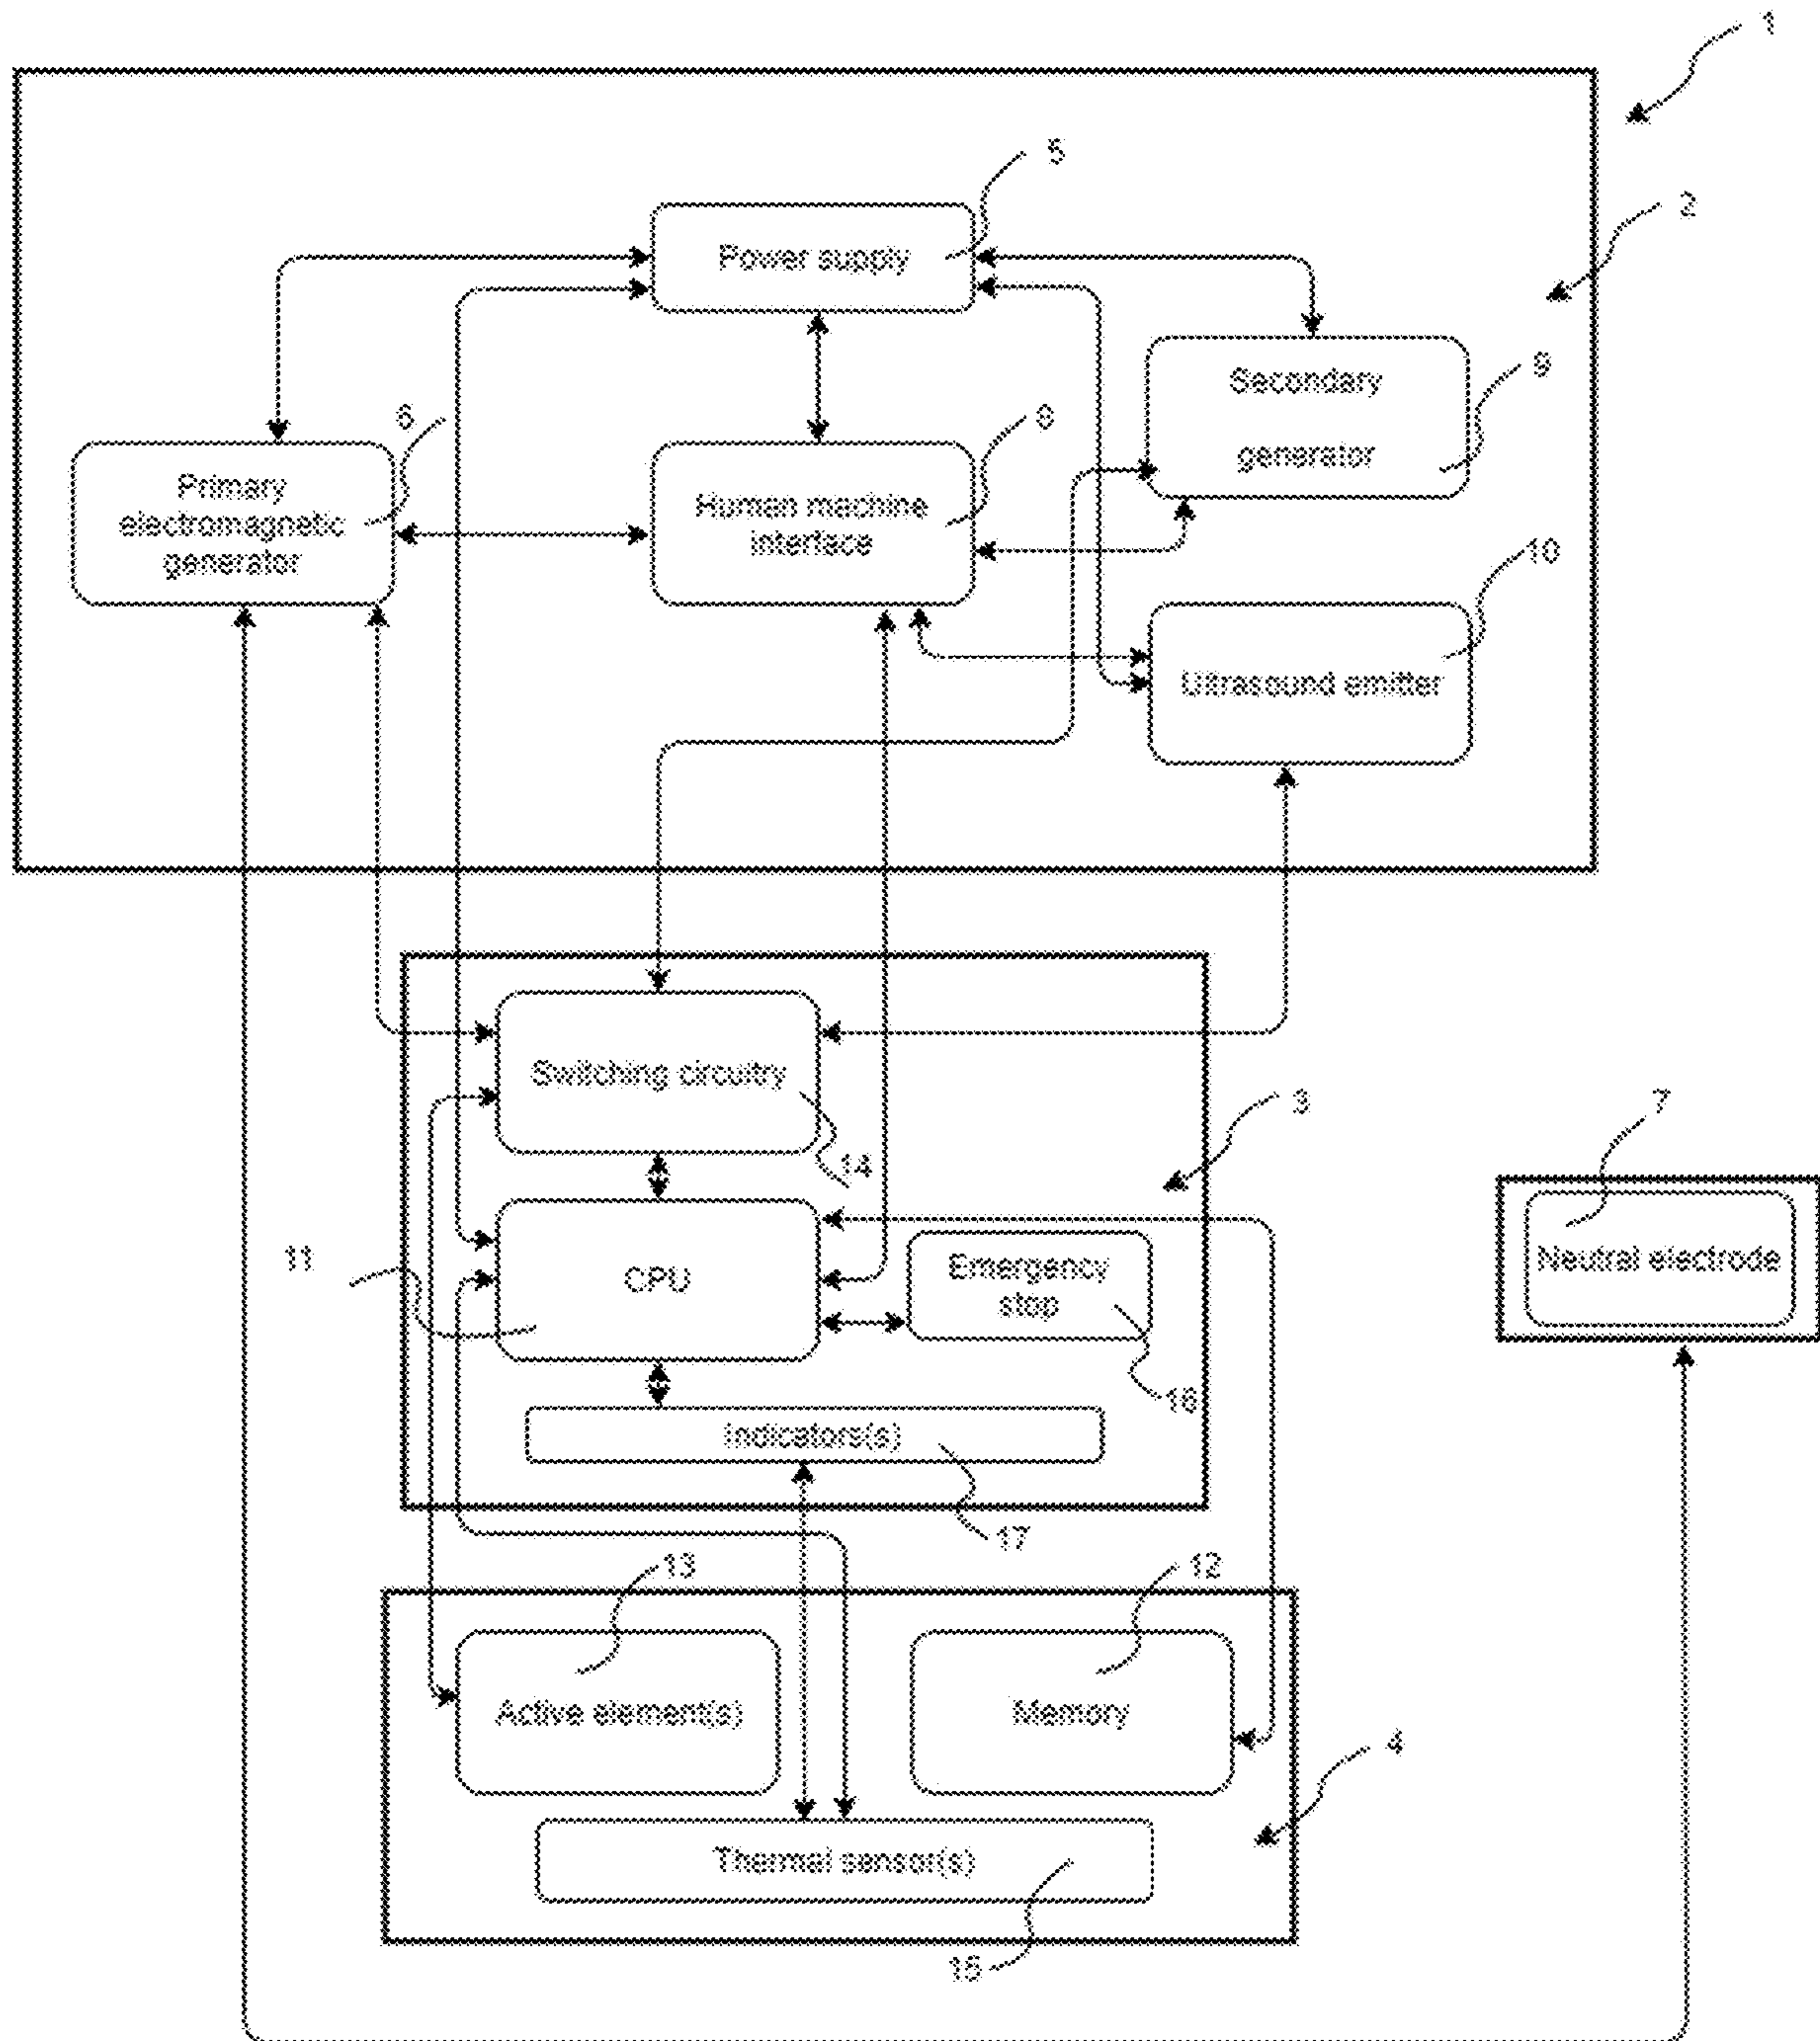 1
5
2
Power supply
Secondary
generator
9
6
8
Primary
electromagnetic
generator
Human machine
interface
10
Ultrasound emitter
Switching circuitry
14
3
7
Neutral electrode
11
CPU
Emergency
stop
16
Indicators(s)
17
13
12
Active element(s)
Memory
4
Thermal sensor(s)
15